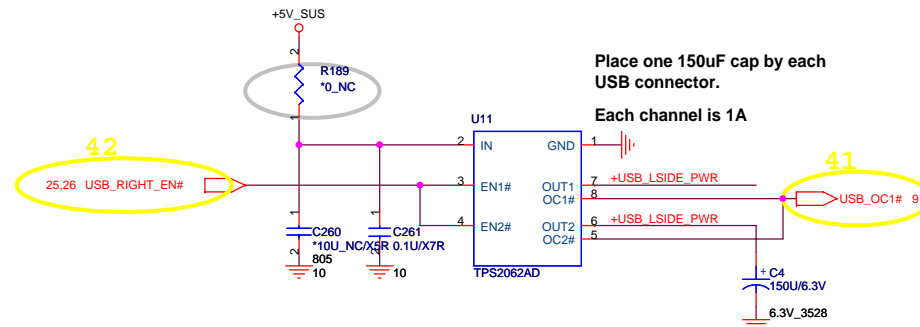 +5V_SUS
2
R189
*0_NC
1
Place one 150uF cap by each
USB connector.
Each channel is 1A
U11
42
25,26 USB_RIGHT_EN#
2 IN
GND 1
3 EN1#
4 EN2#
OUT1 7 +USB_LSIDE_PWR
OC1# 8
OUT2 6 +USB_LSIDE_PWR
OC2# 5
TPS2062AD
41
USB_OC1# 9
1
C260
*10U_NC/X5R
2
805
10
1
C261
0.1U/X7R
2
10
+ C4
150U/6.3V
6.3V_3528